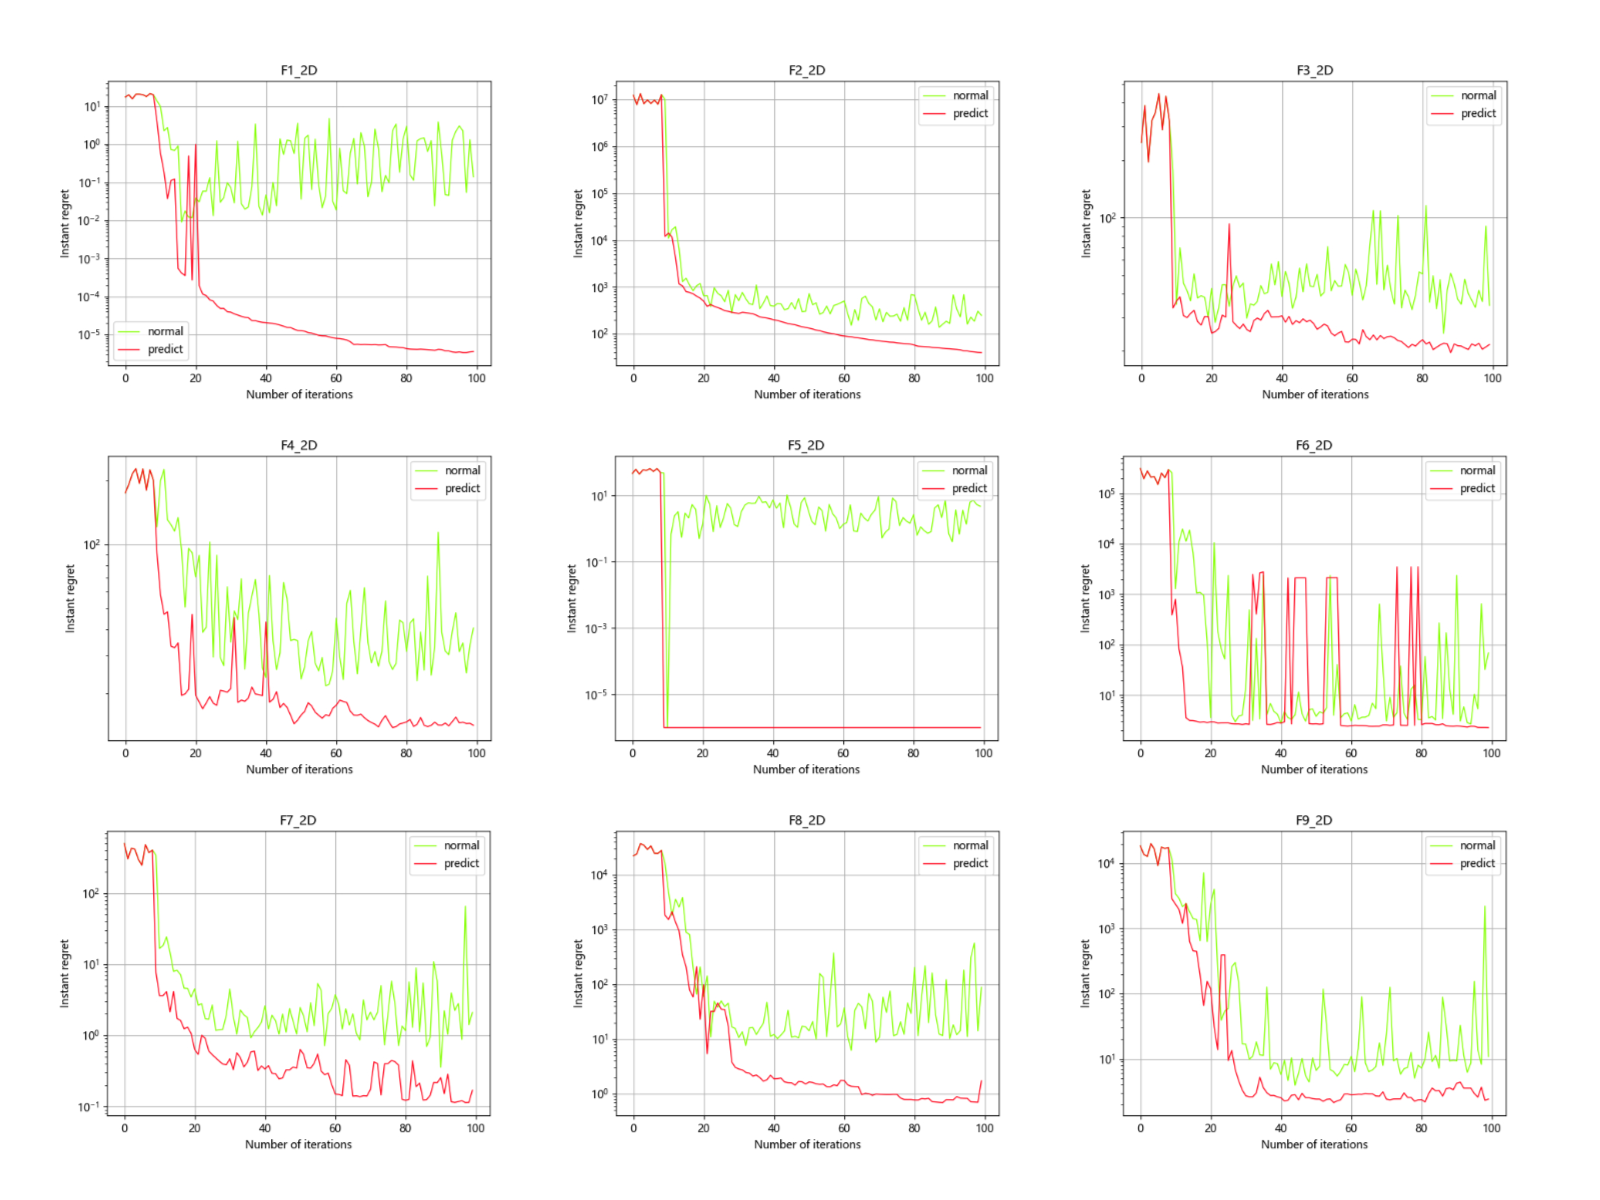 F1_2D
Instant regret
10^1
10^0
10^-1
10^-2
10^-3
10^-4
10^-5
normal
predict
0 20 40 60 80 100
Number of iterations
F2_2D
Instant regret
10^7
10^6
10^5
10^4
10^3
10^2
normal
predict
0 20 40 60 80 100
Number of iterations
F3_2D
Instant regret
10^2
normal
predict
0 20 40 60 80 100
Number of iterations
F4_2D
Instant regret
10^2
normal
predict
0 20 40 60 80 100
Number of iterations
F5_2D
Instant regret
10^1
10^-1
10^-3
10^-5
normal
predict
0 20 40 60 80 100
Number of iterations
F6_2D
Instant regret
10^5
10^4
10^3
10^2
10^1
normal
predict
0 20 40 60 80 100
Number of iterations
F7_2D
Instant regret
10^2
10^1
10^0
10^-1
normal
predict
0 20 40 60 80 100
Number of iterations
F8_2D
Instant regret
10^4
10^3
10^2
10^1
10^0
normal
predict
0 20 40 60 80 100
Number of iterations
F9_2D
Instant regret
10^4
10^3
10^2
10^1
normal
predict
0 20 40 60 80 100
Number of iterations